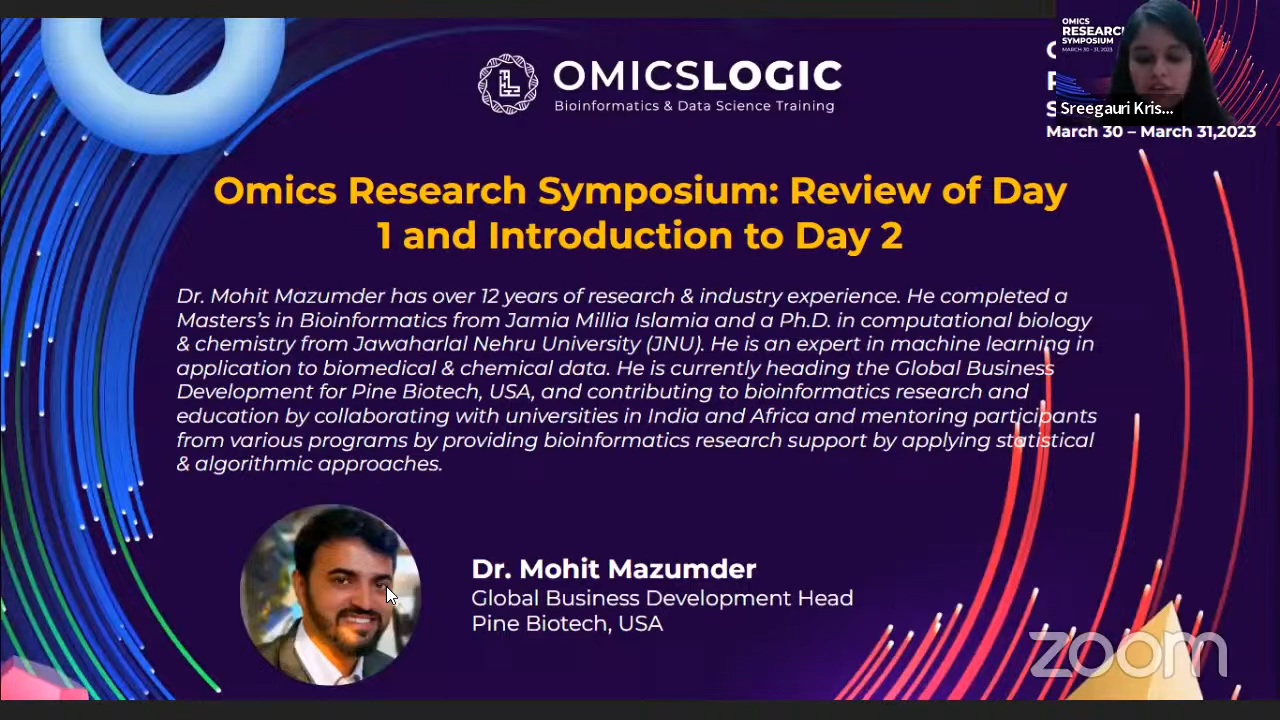 OMICSLOGIC
Bioinformatics & Data Science Training
OMICS
RESEARCH
SYMPOSIUM
MARCH 30 - 31, 2023
Sreegauri Kris...
March 30 – March 31,2023
Omics Research Symposium: Review of Day
1 and Introduction to Day 2
Dr. Mohit Mazumder has over 12 years of research & industry experience. He completed a
Masters's in Bioinformatics from Jamia Millia Islamia and a Ph.D. in computational biology
& chemistry from Jawaharlal Nehru University (JNU). He is an expert in machine learning in
application to biomedical & chemical data. He is currently heading the Global Business
Development for Pine Biotech, USA, and contributing to bioinformatics research and
education by collaborating with universities in India and Africa and mentoring participants
from various programs by providing bioinformatics research support by applying statistical
& algorithmic approaches.
Dr. Mohit Mazumder
Global Business Development Head
Pine Biotech, USA
zoom